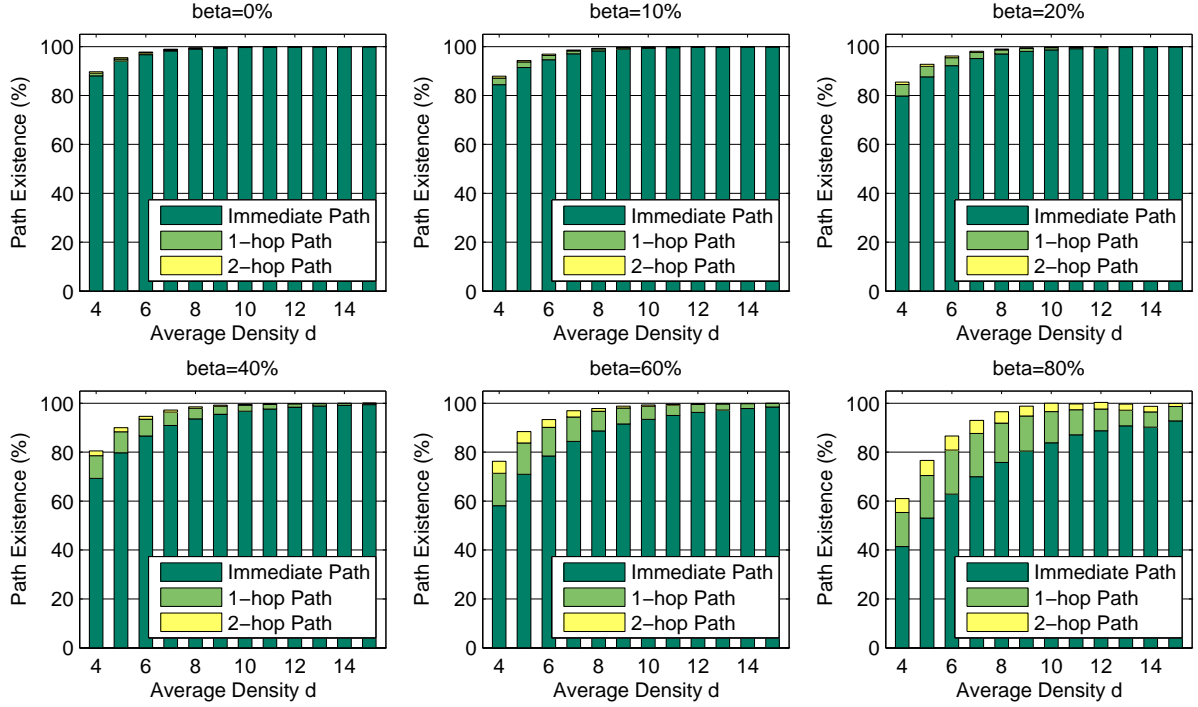 beta=0%
Path Existence (%)
100
80
60
40
20
0
Immediate Path
1-hop Path
2-hop Path
4 6 8 10 12 14
Average Density d
beta=10%
Path Existence (%)
100
80
60
40
20
0
Immediate Path
1-hop Path
2-hop Path
4 6 8 10 12 14
Average Density d
beta=20%
Path Existence (%)
100
80
60
40
20
0
Immediate Path
1-hop Path
2-hop Path
4 6 8 10 12 14
Average Density d
beta=40%
Path Existence (%)
100
80
60
40
20
0
Immediate Path
1-hop Path
2-hop Path
4 6 8 10 12 14
Average Density d
beta=60%
Path Existence (%)
100
80
60
40
20
0
Immediate Path
1-hop Path
2-hop Path
4 6 8 10 12 14
Average Density d
beta=80%
Path Existence (%)
100
80
60
40
20
0
Immediate Path
1-hop Path
2-hop Path
4 6 8 10 12 14
Average Density d